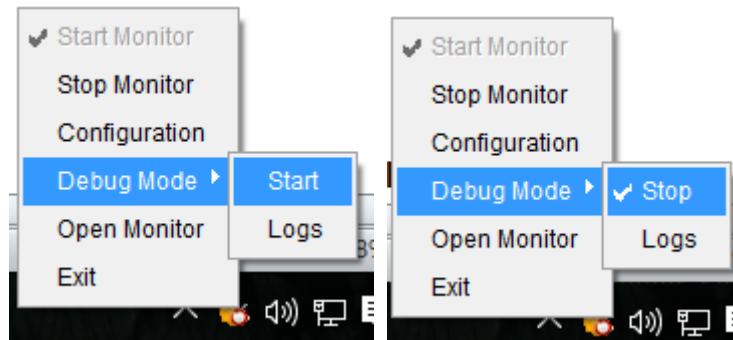 Start Monitor
Stop Monitor
Configuration
Debug Mode
Start
Open Monitor
Logs
Exit
Start Monitor
Stop Monitor
Configuration
Debug Mode
Stop
Open Monitor
Logs
Exit